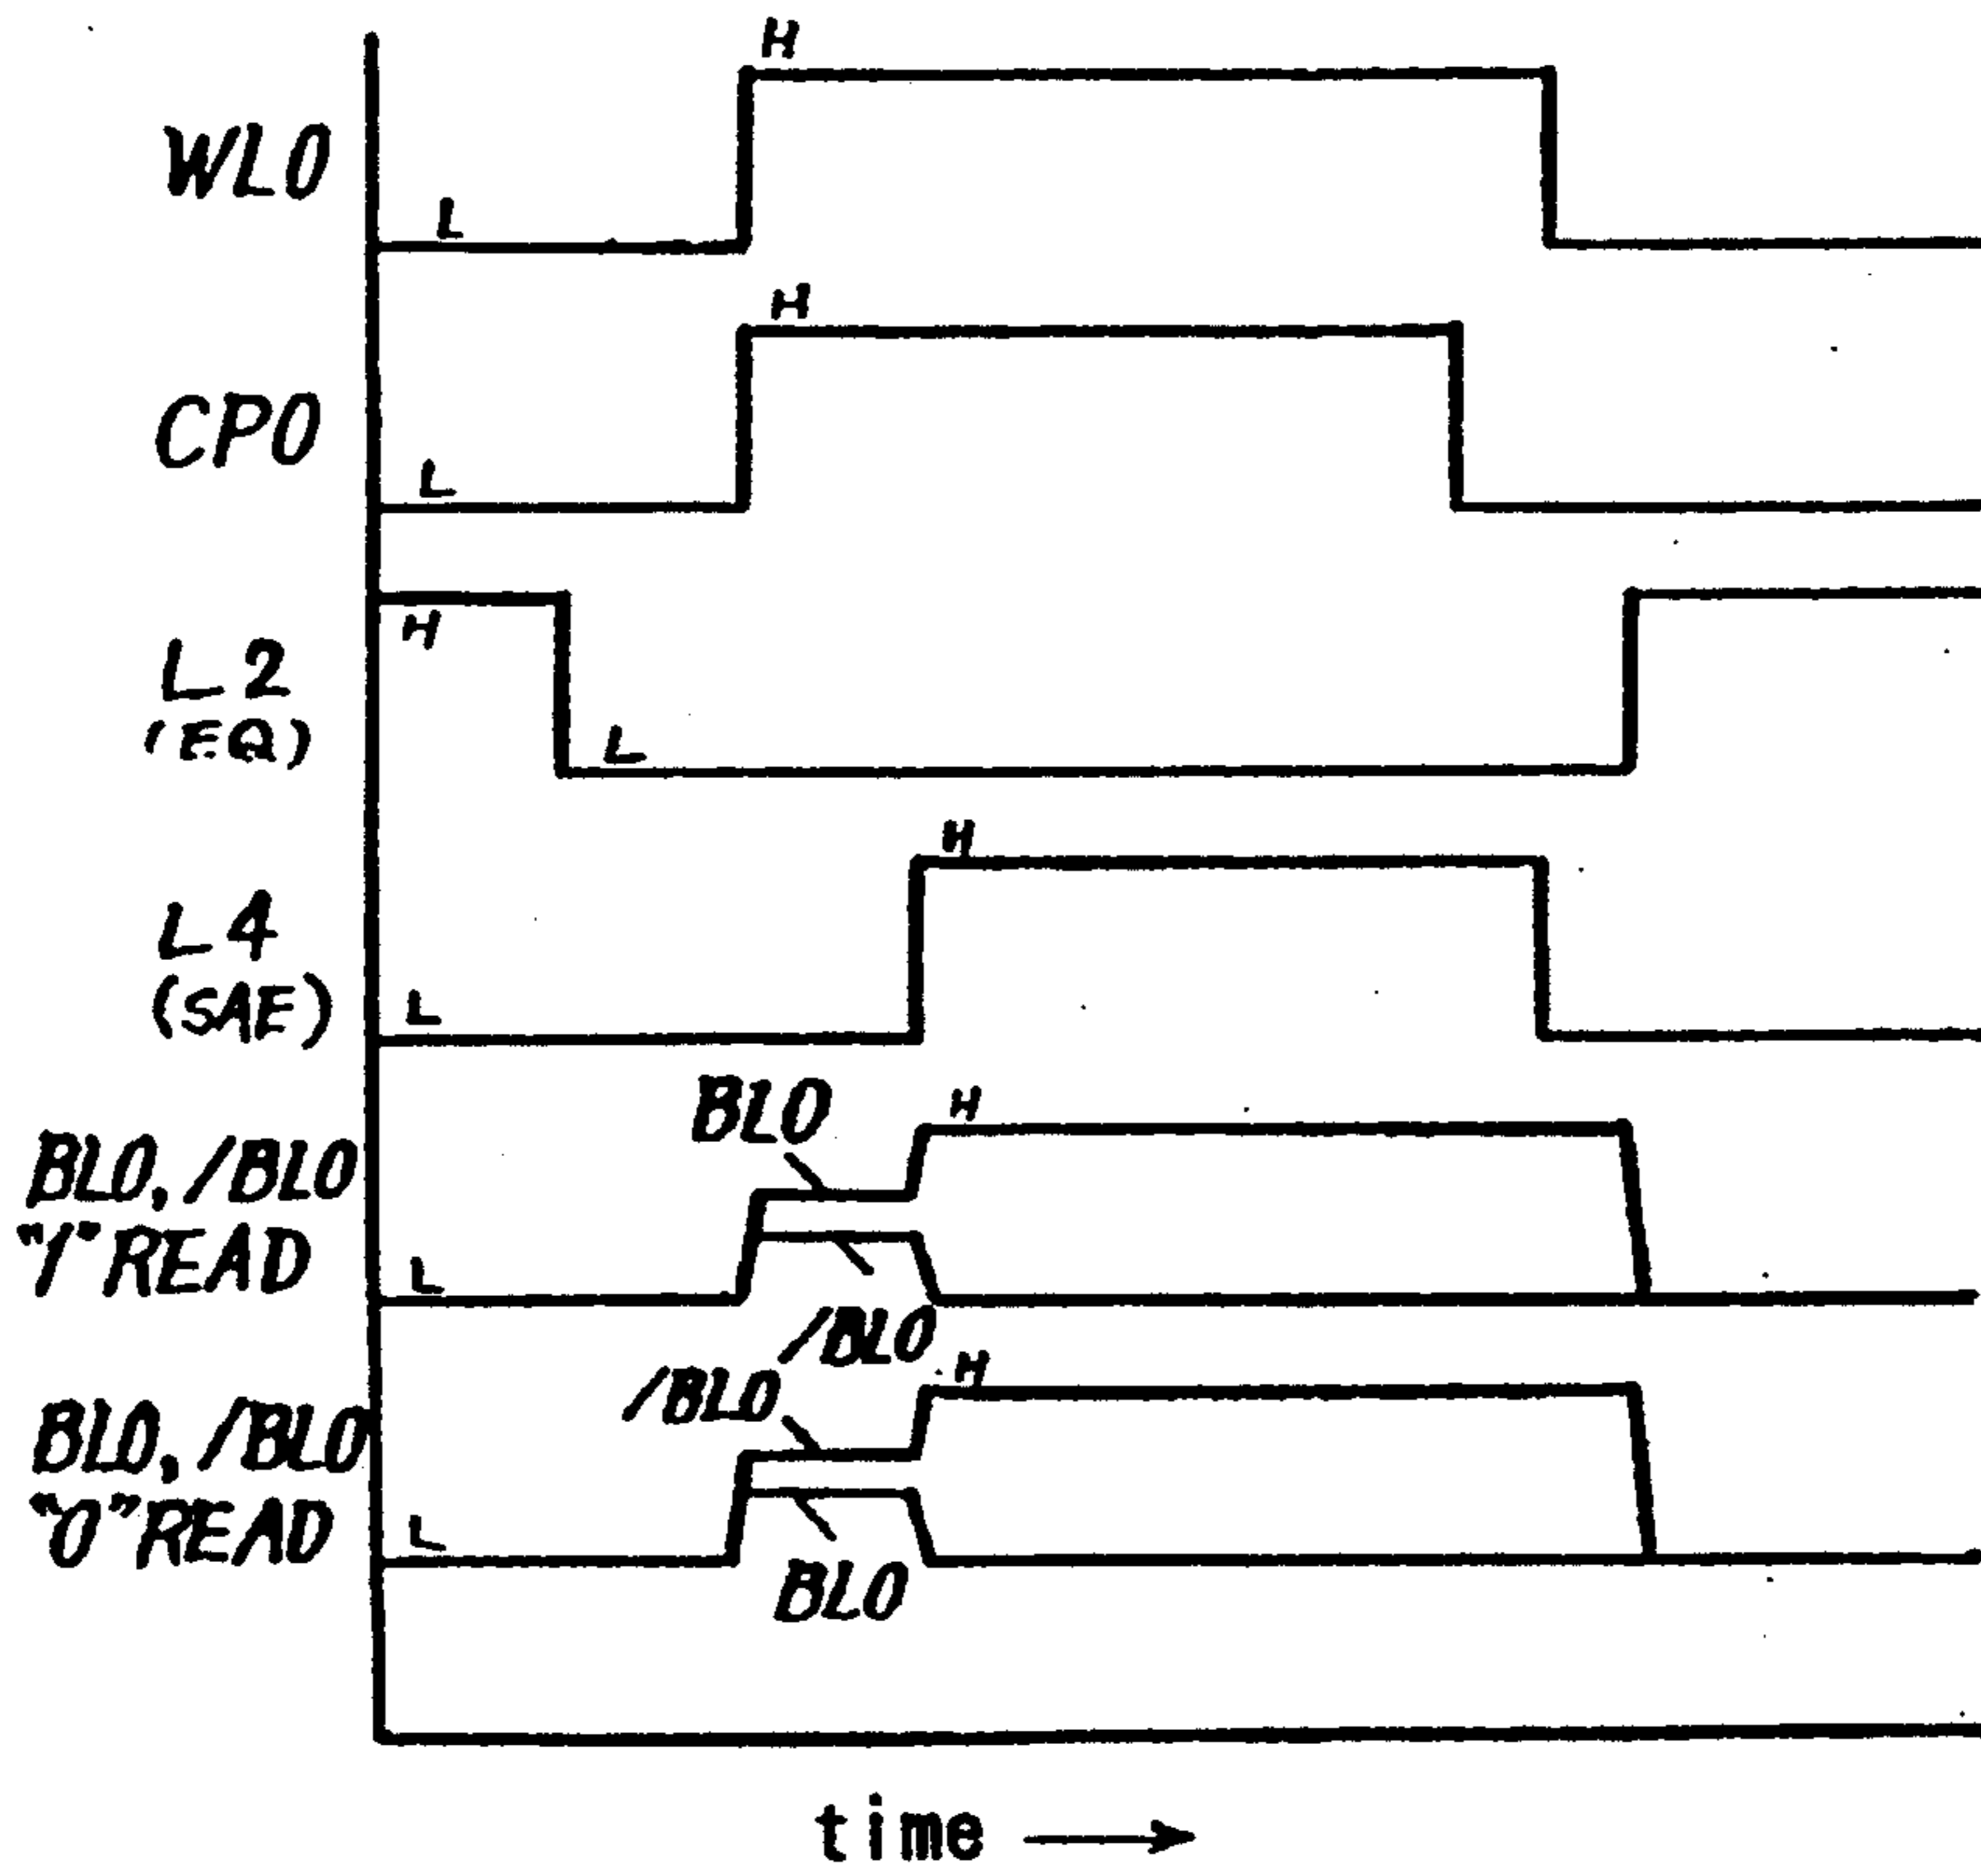 H
WL0
L
H
CP0
L
H
L2
(EQ)
L
H
L4
(SAE)
L
BL0
H
BL0, /BL0
"1" READ
L
/BL0
H
/BL0
BL0, /BL0
"0" READ
L
BL0
time